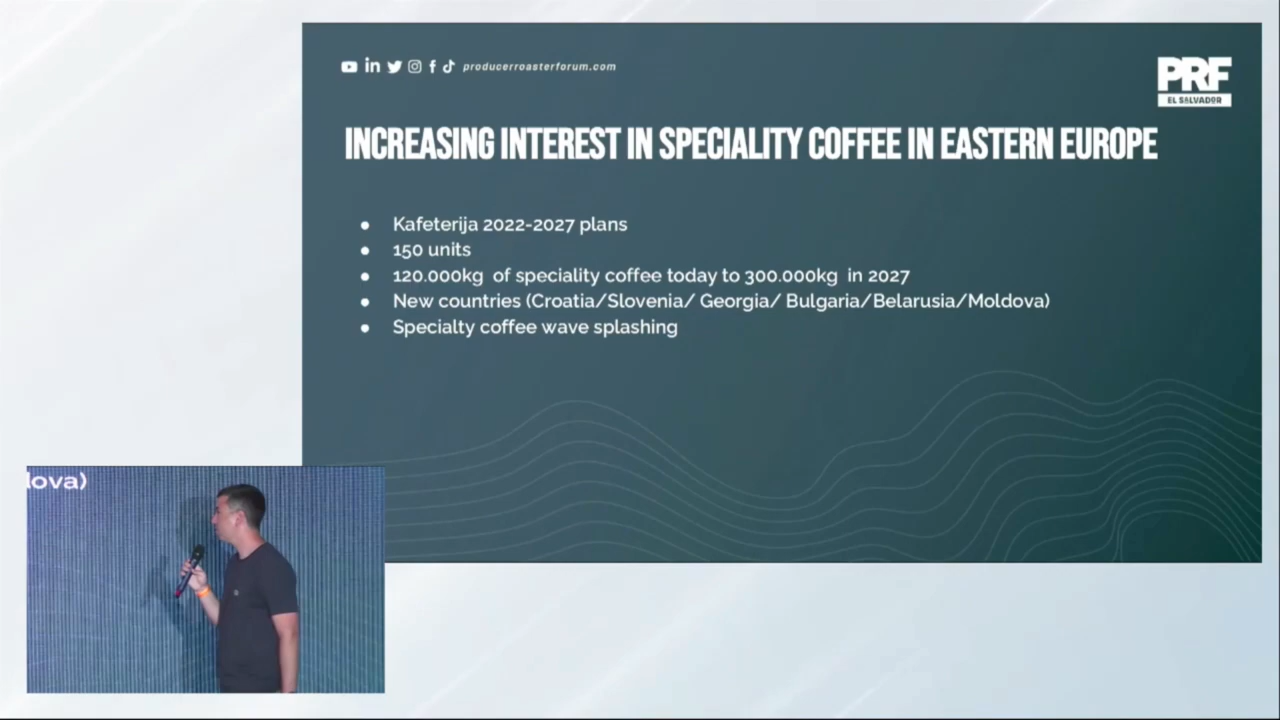 producerroasterforum.com
PRF
EL SALVADOR
INCREASING INTEREST IN SPECIALITY COFFEE IN EASTERN EUROPE
● Kafeterija 2022-2027 plans
● 150 units
● 120.000kg of speciality coffee today to 300.000kg in 2027
● New countries (Croatia/Slovenia/ Georgia/ Bulgaria/Belarusia/Moldova)
● Specialty coffee wave splashing
dova)